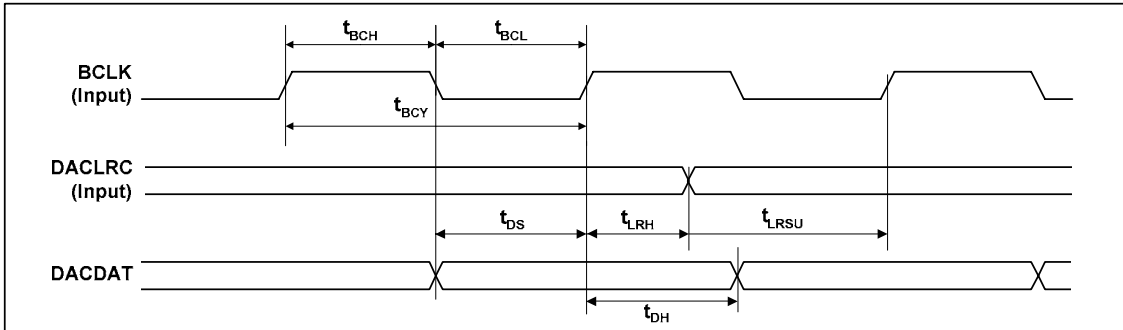 tBCH
tBCL
BCLK
(Input)
tBCY
DACLRC
(Input)
tDS
tLRH
tLRSU
DACDAT
tDH